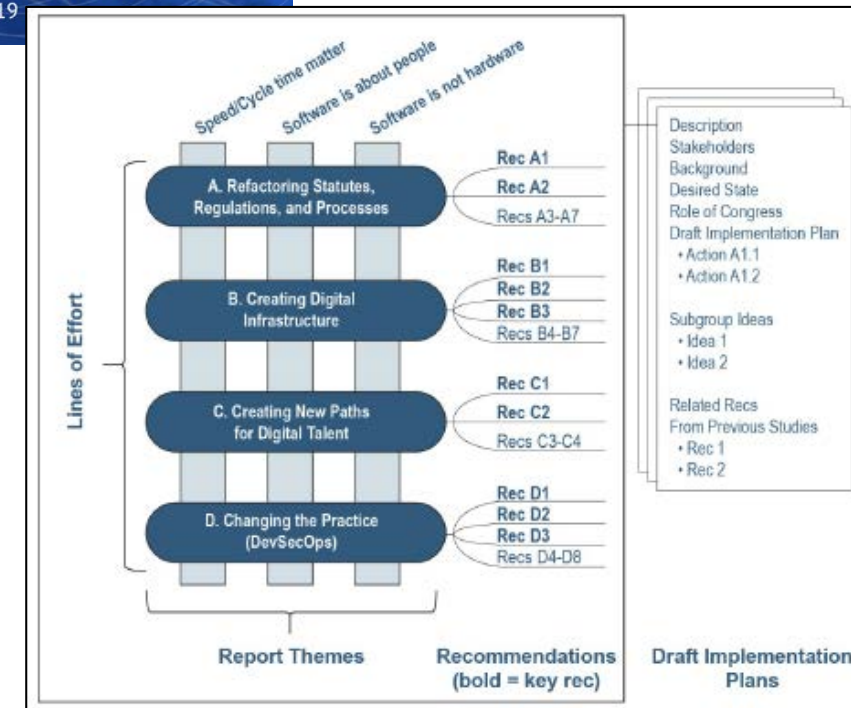 19
Speed/Cycle time matter
Software is about people
Software is not hardware
Lines of Effort
A. Refactoring Statutes,
Regulations, and Processes
Rec A1
Rec A2
Recs A3-A7
B. Creating Digital
Infrastructure
Rec B1
Rec B2
Rec B3
Recs B4-B7
C. Creating New Paths
for Digital Talent
Rec C1
Rec C2
Recs C3-C4
D. Changing the Practice
(DevSecOps)
Rec D1
Rec D2
Rec D3
Recs D4-D8
Report Themes
Recommendations
(bold = key rec)
Description
Stakeholders
Background
Desired State
Role of Congress
Draft Implementation Plan
• Action A1.1
• Action A1.2
Subgroup Ideas
• Idea 1
• Idea 2
Related Recs
From Previous Studies
• Rec 1
• Rec 2
Draft Implementation
Plans